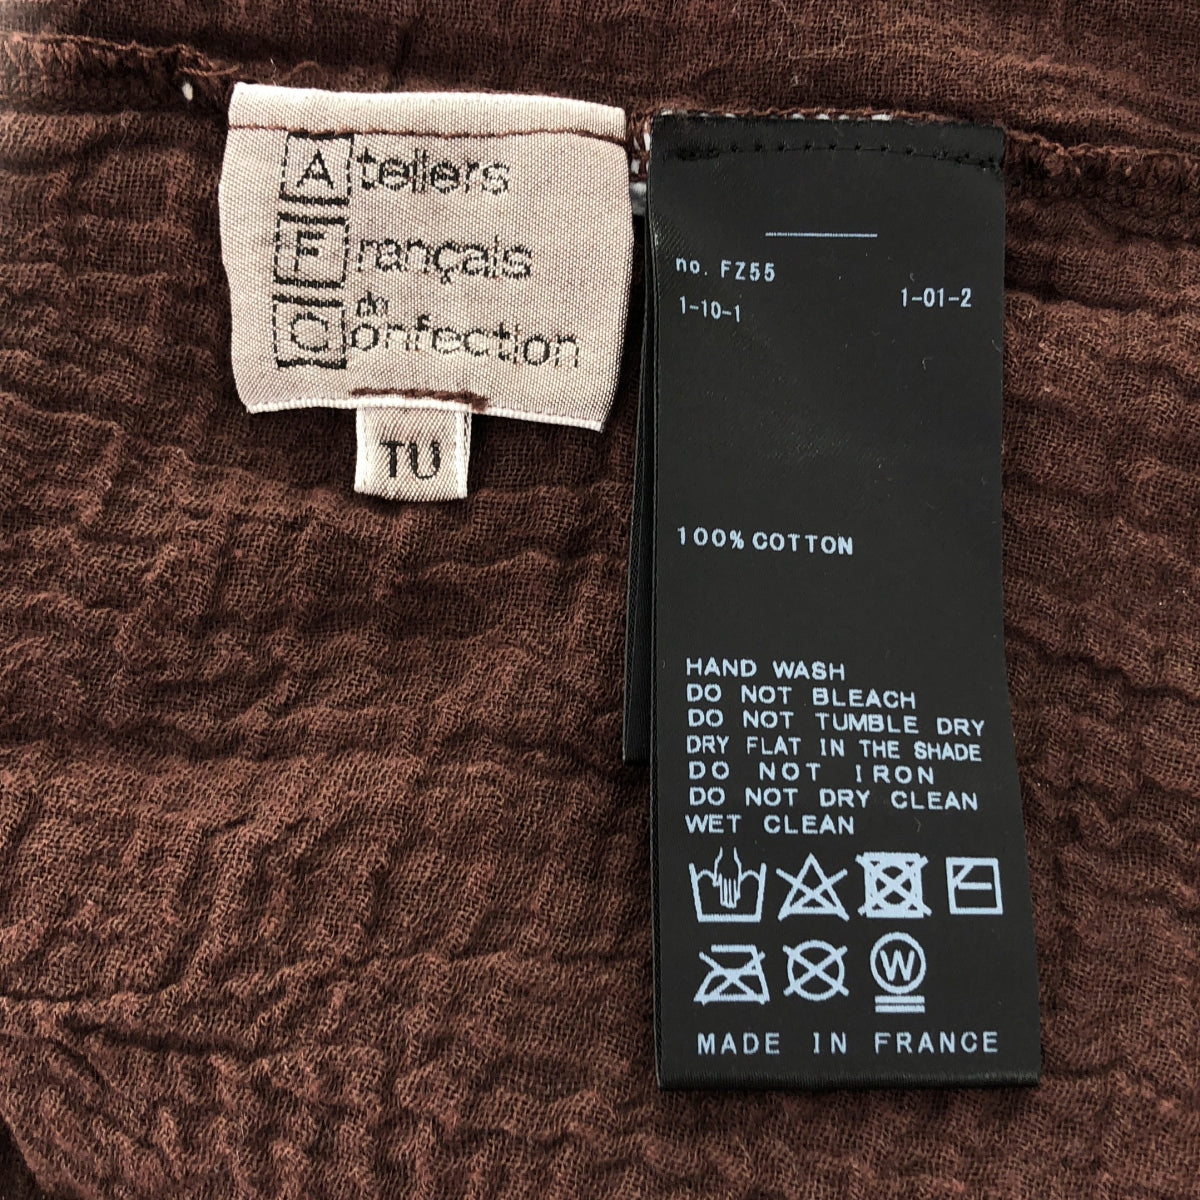 Ateliers
Français
de
Confection
TU
no. FZ55
1-10-1 1-01-2
100% COTTON
HAND WASH
DO NOT BLEACH
DO NOT TUMBLE DRY
DRY FLAT IN THE SHADE
DO NOT IRON
DO NOT DRY CLEAN
WET CLEAN
W
MADE IN FRANCE